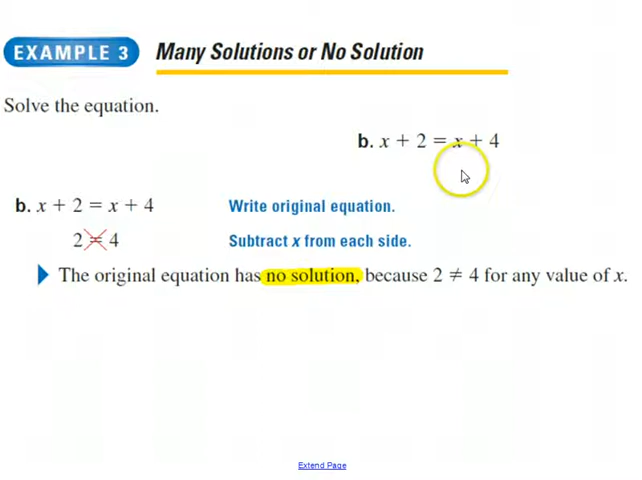 EXAMPLE 3 Many Solutions or No Solution
Solve the equation.
b. x + 2 = x + 4
b. x + 2 = x + 4 Write original equation.
2 = 4 Subtract x from each side.
The original equation has no solution, because 2 ≠ 4 for any value of x.
Extend Page